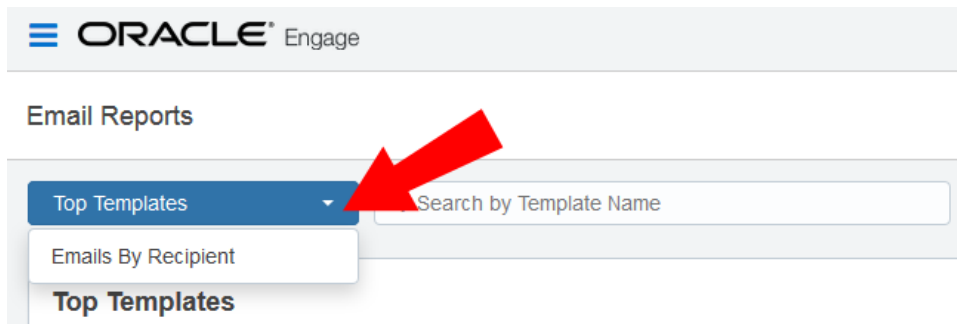 ORACLE® Engage
Email Reports
Top Templates
Search by Template Name
Emails By Recipient
Top Templates